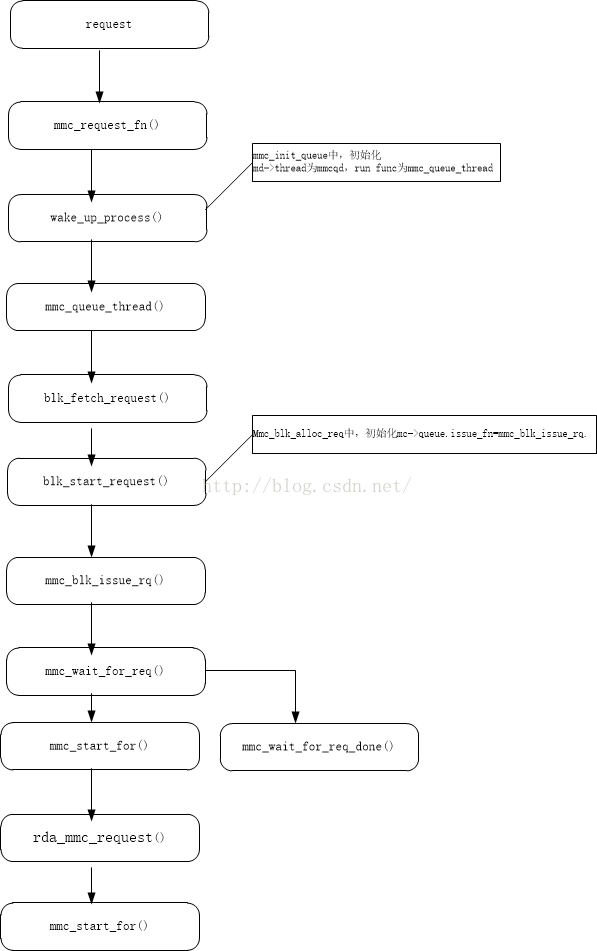 request
mmc_request_fn()
mmc_init_queue中，初始化
md->thread为mmcqd，run func为mmc_queue_thread
wake_up_process()
mmc_queue_thread()
blk_fetch_request()
Mmc_blk_alloc_req中，初始化mc->queue.issue_fn=mmc_blk_issue_rq.
blk_start_request()
http://blog.csdn.net/
mmc_blk_issue_rq()
mmc_wait_for_req()
mmc_start_for()
mmc_wait_for_req_done()
rda_mmc_request()
mmc_start_for()